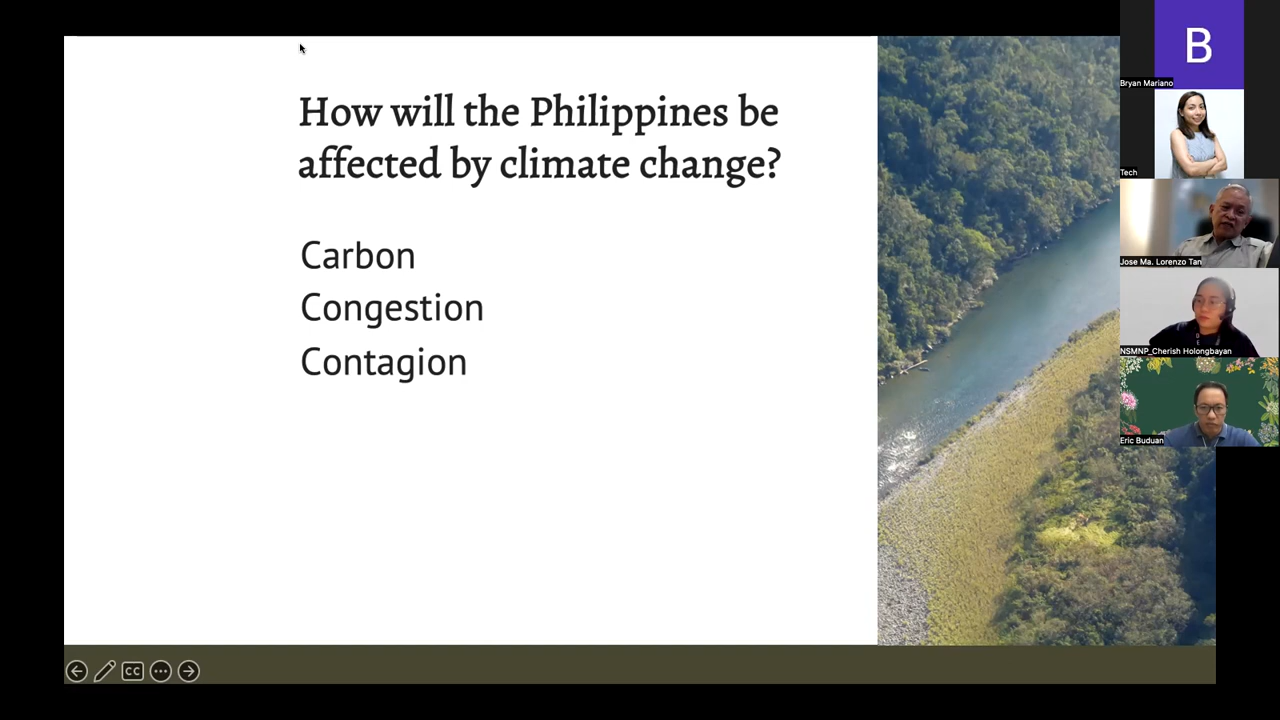 How will the Philippines be
affected by climate change?
Carbon
Congestion
Contagion
CC
B
Bryan Mariano
Tech
Jose Ma. Lorenzo Tan
NSMNP_Cherish Holongbayan
Eric Buduan